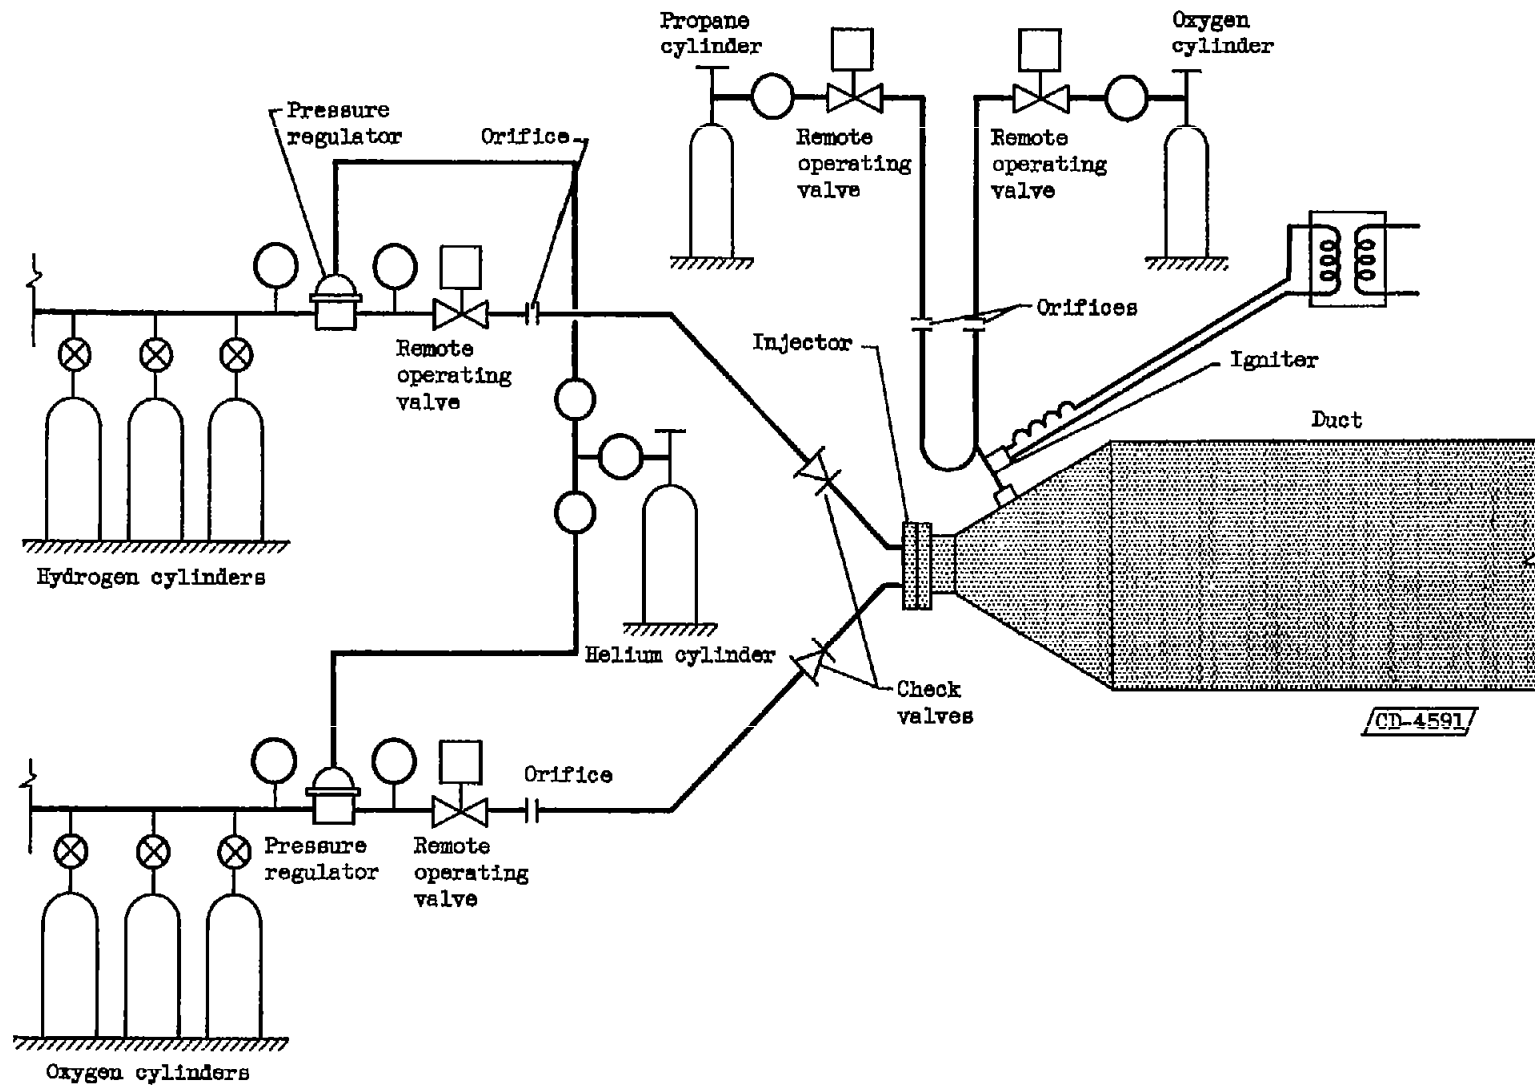 Propane
cylinder
Oxygen
cylinder
Pressure
regulator
Orifice
Remote
operating
valve
Remote
operating
valve
Orifices
Injector
Remote
operating
valve
Igniter
Duct
Hydrogen cylinders
Helium cylinder
Check
valves
CD-4591
Orifice
Pressure
regulator
Remote
operating
valve
Oxygen cylinders